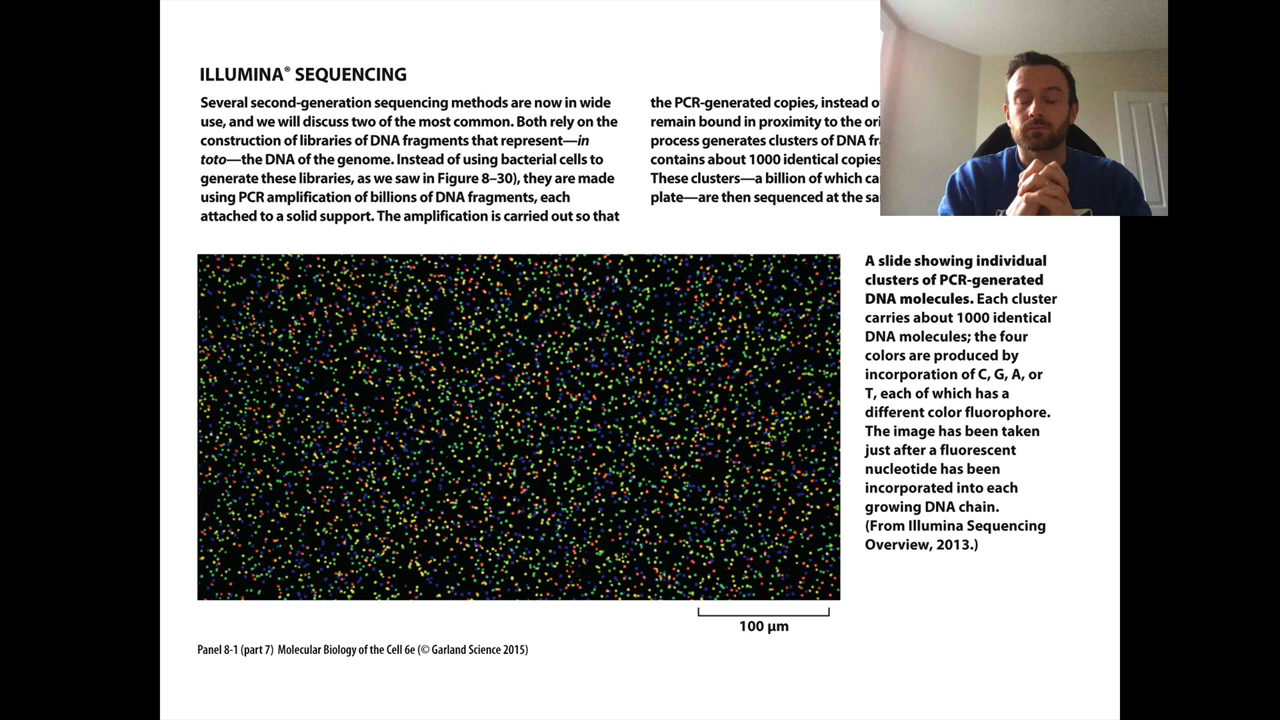 ILLUMINA® SEQUENCING
Several second-generation sequencing methods are now in wide
use, and we will discuss two of the most common. Both rely on the
construction of libraries of DNA fragments that represent—in
toto—the DNA of the genome. Instead of using bacterial cells to
generate these libraries, as we saw in Figure 8–30), they are made
using PCR amplification of billions of DNA fragments, each
attached to a solid support. The amplification is carried out so that
the PCR-generated copies, instead
remain bound in proximity to the
process generates clusters of DNA
contains about 1000 identical copies
These clusters—a billion of which
plate—are then sequenced at the
A slide showing individual
clusters of PCR-generated
DNA molecules. Each cluster
carries about 1000 identical
DNA molecules; the four
colors are produced by
incorporation of C, G, A, or
T, each of which has a
different color fluorophore.
The image has been taken
just after a fluorescent
nucleotide has been
incorporated into each
growing DNA chain.
(From Illumina Sequencing
Overview, 2013.)
100 µm
Panel 8-1 (part 7) Molecular Biology of the Cell 6e (© Garland Science 2015)